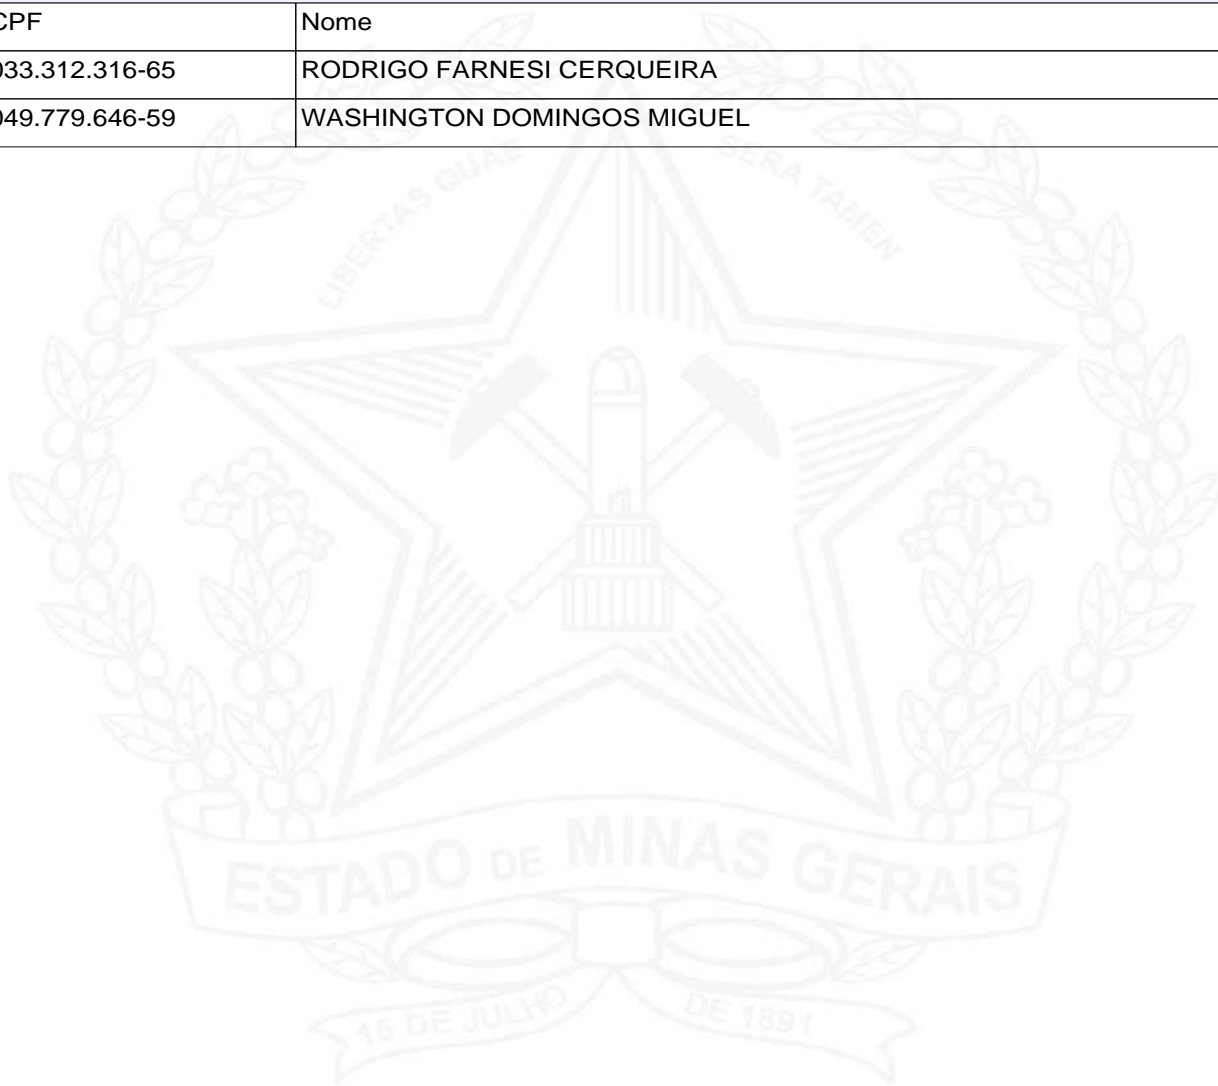 CPF Nome
033.312.316-65 RODRIGO FARNESI CERQUEIRA
049.779.646-59 WASHINGTON DOMINGOS MIGUEL
LIBERTAS QUAE SERA TAMEN
ESTADO DE MINAS GERAIS
15 DE JULHO DE 1891